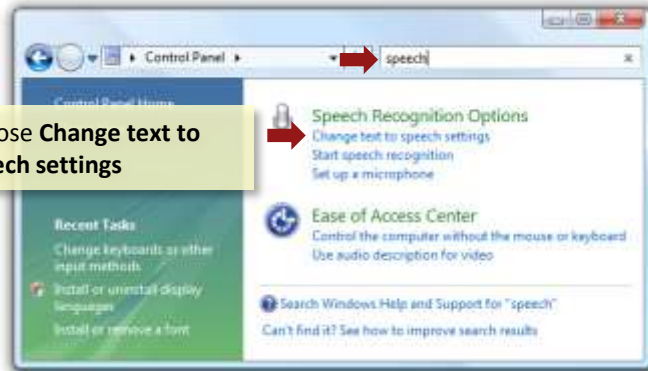 Control Panel
speech
Control Panel Home
ose Change text to
ech settings
Recent Tasks
Change keyboards or other
input methods
Install or uninstall display
languages
Install or remove a font
Speech Recognition Options
Change text to speech settings
Start speech recognition
Set up a microphone
Ease of Access Center
Control the computer without the mouse or keyboard
Use audio description for video
Search Windows Help and Support for "speech"
Can't find it? See how to improve search results